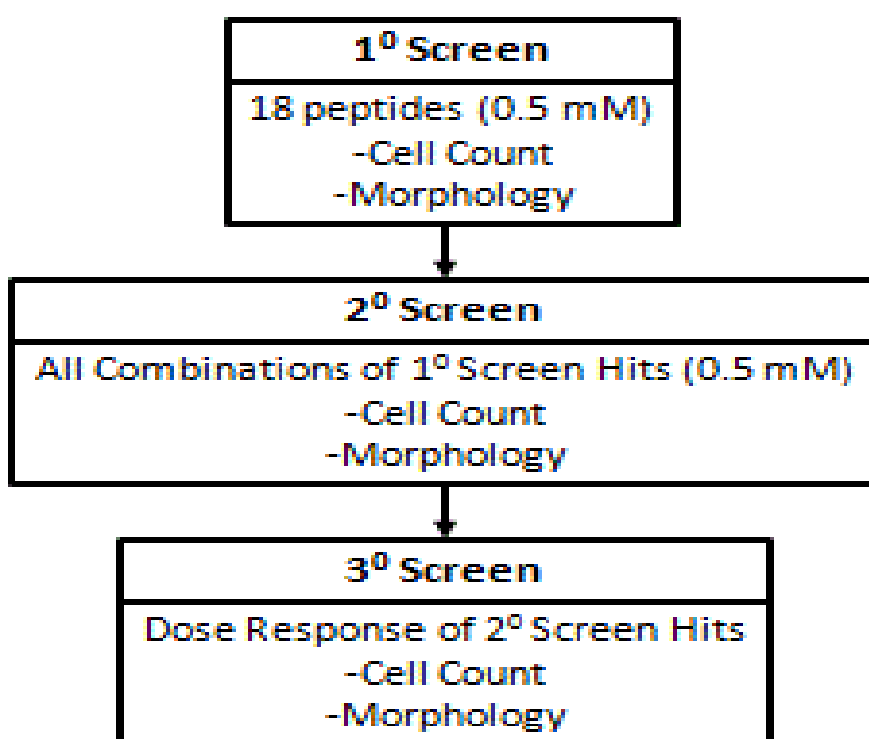 1⁰ Screen
18 peptides (0.5 mM)
-Cell Count
-Morphology
2⁰ Screen
All Combinations of 1⁰ Screen Hits (0.5 mM)
-Cell Count
-Morphology
3⁰ Screen
Dose Response of 2⁰ Screen Hits
-Cell Count
-Morphology